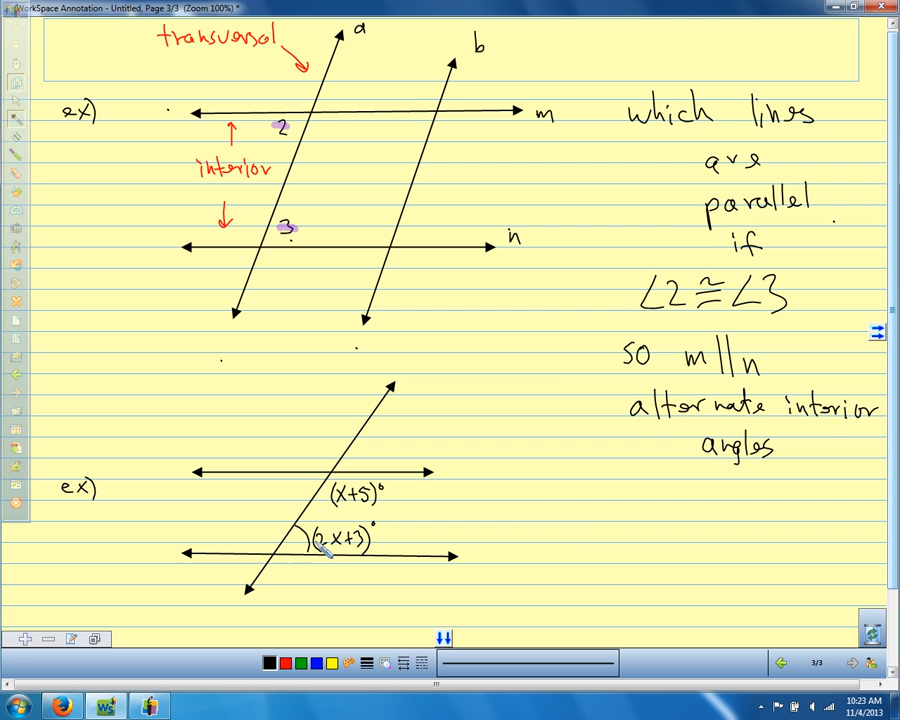 WorkSpace Annotation - Untitled, Page 3/3 (Zoom 100%) *
transversal
a
b
ex)
m
2
interior
3
n
which lines
are
parallel
if
∠2 ≅ ∠3
so m||n
alternate interior
angles
ex)
(x+5)°
(2x+3)°
3/3
10:23 AM
11/4/2013